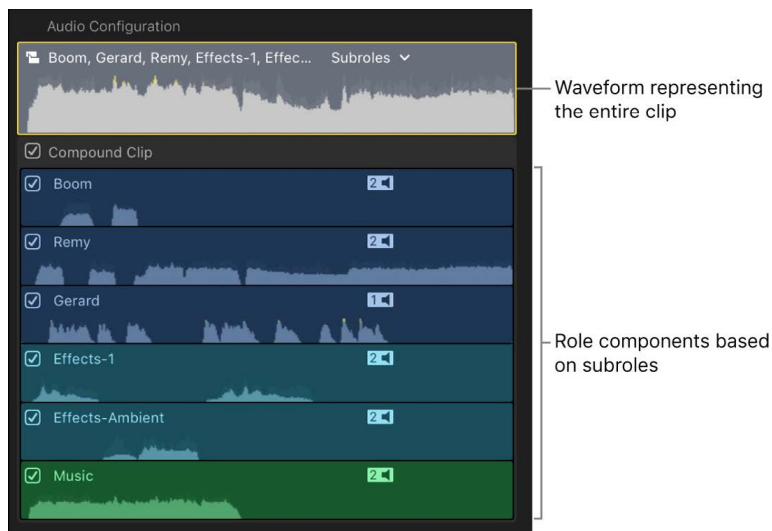 Audio Configuration
Boom, Gerard, Remy, Effects-1, Effec... Subroles
Waveform representing
the entire clip
Compound Clip
Boom 2
Remy 2
Gerard 1
Effects-1 2
Role components based
on subroles
Effects-Ambient 2
Music 2